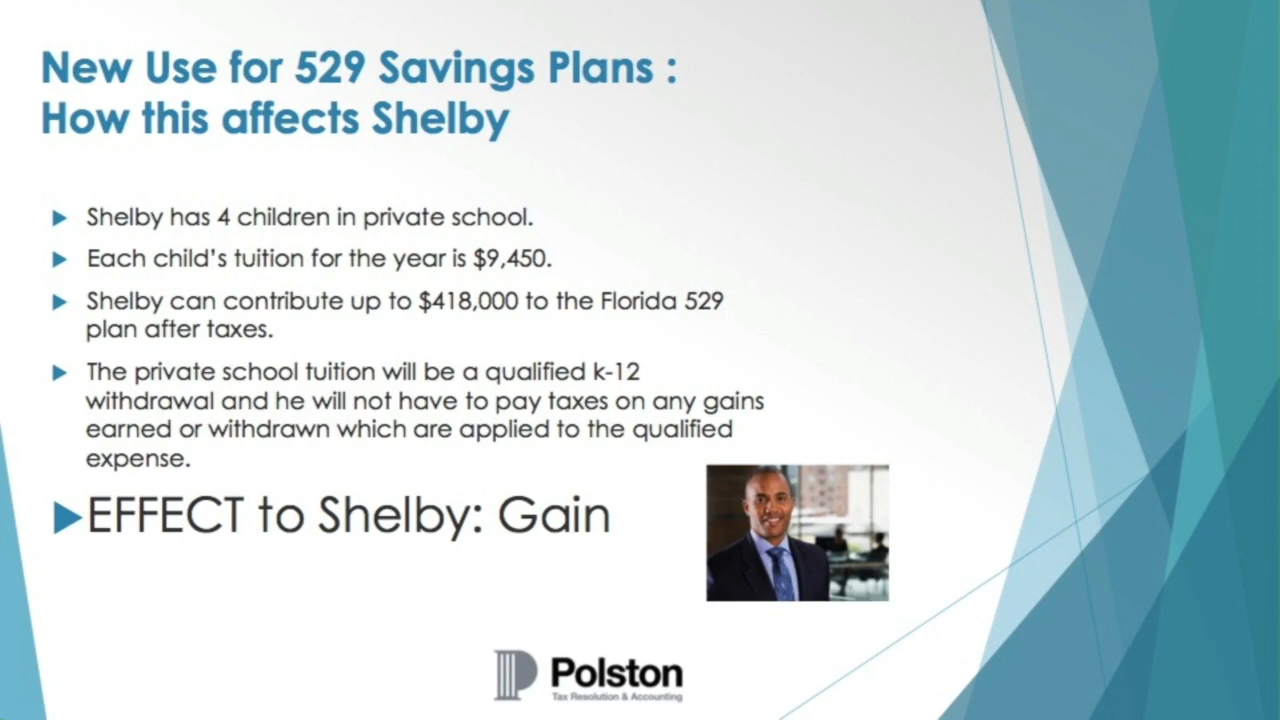 New Use for 529 Savings Plans :
How this affects Shelby
Shelby has 4 children in private school.
Each child's tuition for the year is $9,450.
Shelby can contribute up to $418,000 to the Florida 529
plan after taxes.
The private school tuition will be a qualified k-12
withdrawal and he will not have to pay taxes on any gains
earned or withdrawn which are applied to the qualified
expense.
EFFECT to Shelby: Gain
Polston
Tax Resolution & Accounting